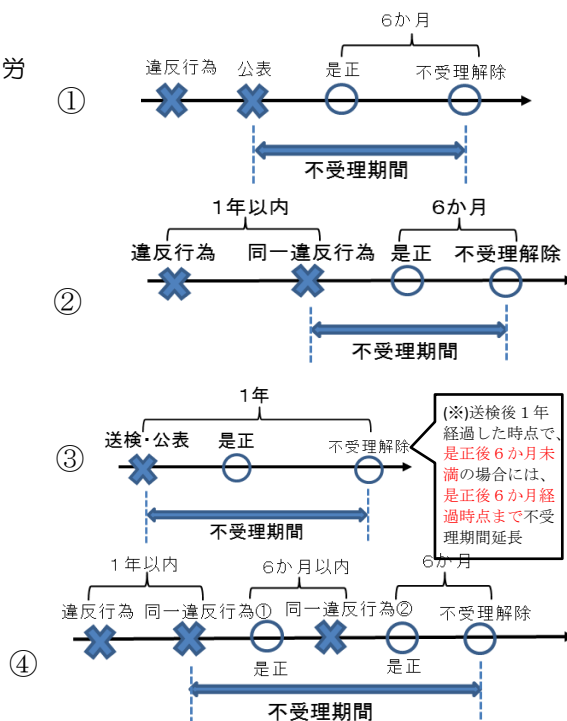 労
6か月
違反行為 公表 是正 不受理解除
①
不受理期間
1年以内 6か月
違反行為 同一違反行為 是正 不受理解除
②
不受理期間
1年
送検・公表 是正 不受理解除
③
不受理期間
(※)送検後１年
経過した時点で、
是正後６か月未
満の場合には、
是正後６か月経
過時点まで不受
理期間延長
1年以内 6か月以内 6か月
違反行為 同一違反行為① 同一違反行為② 不受理解除
④
是正 是正
不受理期間